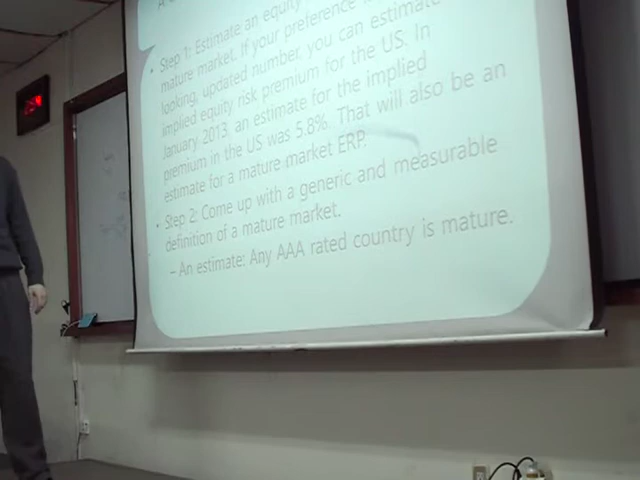 Step 1: Estimate an equity
mature market. If your preference
looking, updated number, you can estimate
implied equity risk premium for the US. In
January 2013 an estimate for the implied
premium in the US was 5.8%. That will also be an
estimate for a mature market ERP.
Step 2: Come up with a generic and measurable
definition of a mature market.
– An estimate: Any AAA rated country is mature.